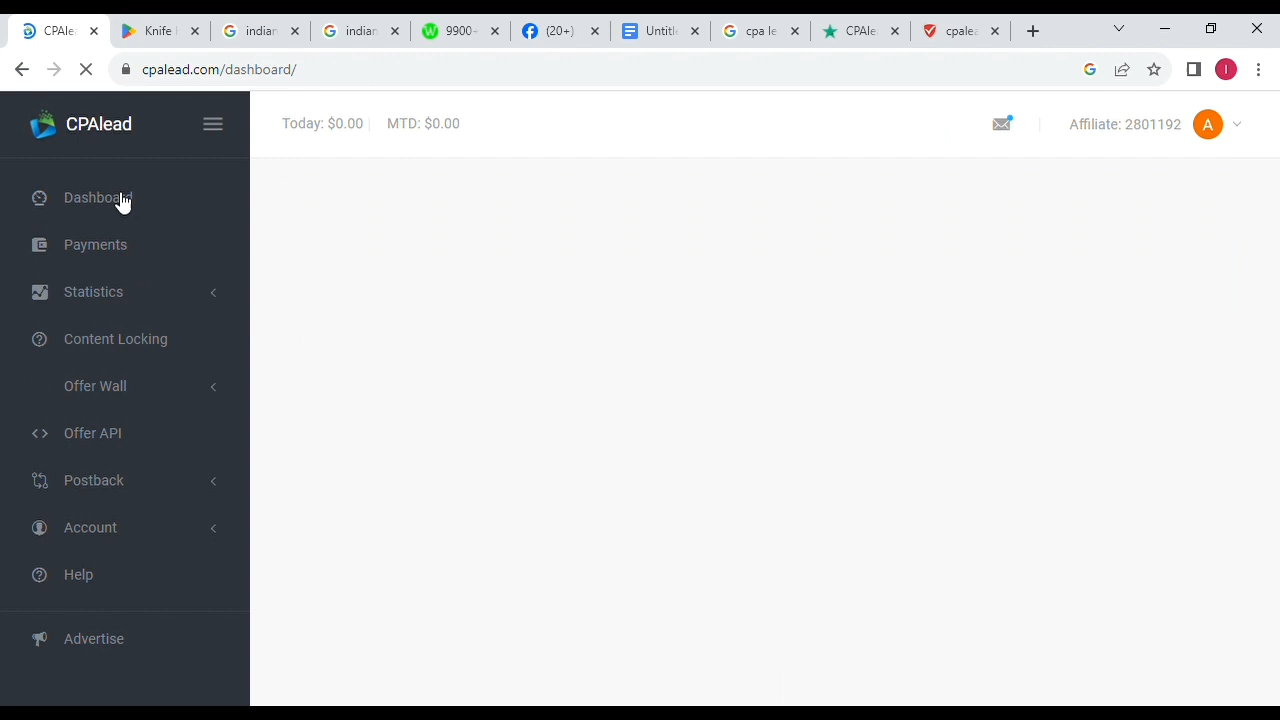 CPAle
Knife
indian
indian
9900+
(20+)
Untitl
cpa le
CPAle
cpale
cpalead.com/dashboard/
I
CPAlead
Today: $0.00
MTD: $0.00
Affiliate: 2801192
A
Dashboard
Payments
Statistics
Content Locking
Offer Wall
Offer API
Postback
Account
Help
Advertise